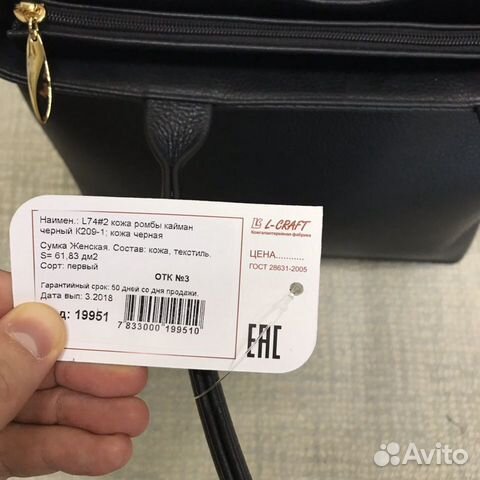 Наимен.: L74#2 кожа ромбы кайман
черный К209-1; кожа черная
Сумка Женская. Состав: кожа, текстиль.
S= 61,83 дм2
Сорт: первый
ОТК №3
Гарантийный срок: 50 дней со дня продажи.
Дата вып: 3.2018
д: 19951
7 833000 199510
L-CRAFT
Кожгалантерейная фабрика
ЦЕНА............
ГОСТ 28631-2005
EAC
Avito